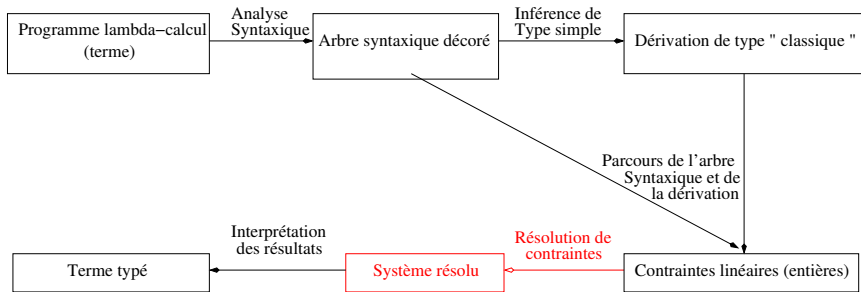 Programme lambda−calcul
(terme)
Analyse
Syntaxique
Arbre syntaxique décoré
Inférence de
Type simple
Dérivation de type " classique "
Parcours de l'arbre
Syntaxique et de
la dérivation
Contraintes linéaires (entières)
Résolution de
contraintes
Système résolu
Interprétation
des résultats
Terme typé